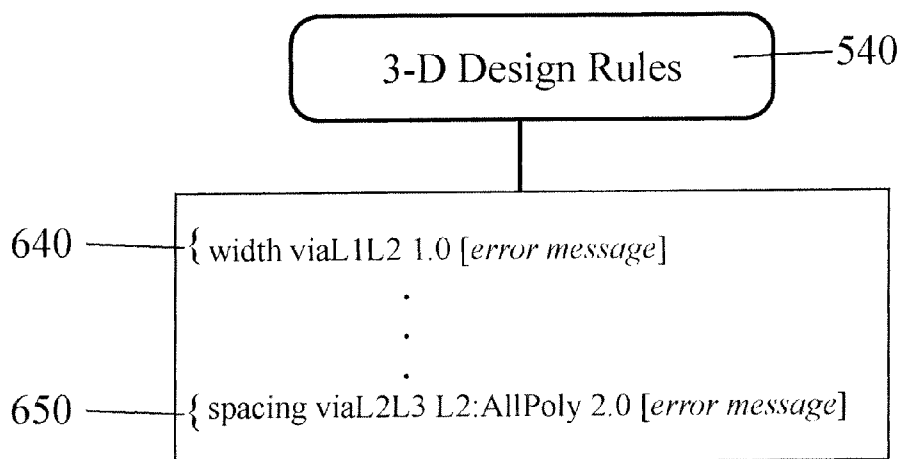 3-D Design Rules 540
640 { width viaL1L2 1.0 [error message]
.
.
.
650 { spacing viaL2L3 L2:AllPoly 2.0 [error message]